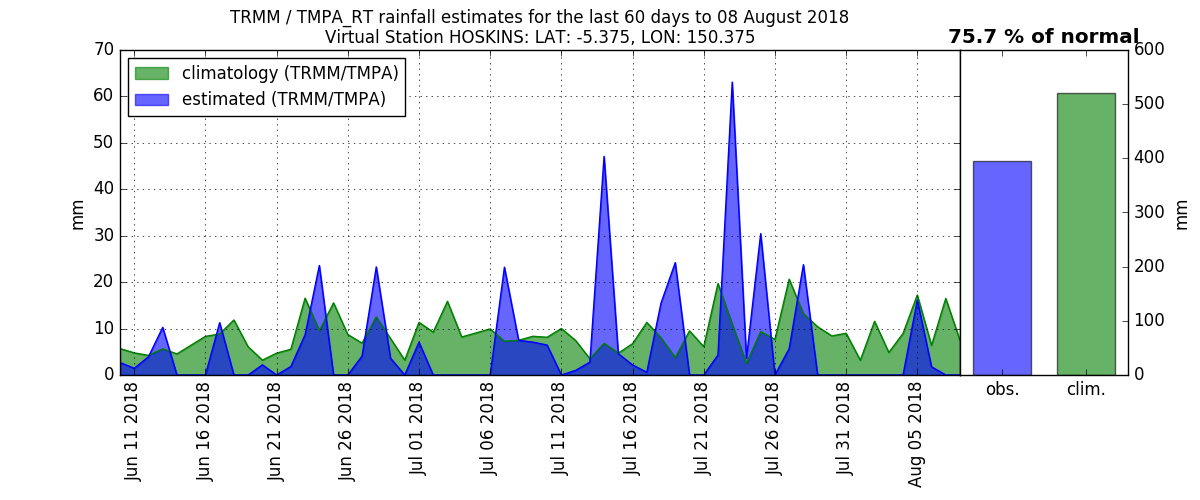 TRMM / TMPA_RT rainfall estimates for the last 60 days to 08 August 2018
Virtual Station HOSKINS: LAT: -5.375, LON: 150.375
75.7 % of normal
climatology (TRMM/TMPA)
estimated (TRMM/TMPA)
70
60
50
40
30
20
10
0
mm
Jun 11 2018
Jun 16 2018
Jun 21 2018
Jun 26 2018
Jul 01 2018
Jul 06 2018
Jul 11 2018
Jul 16 2018
Jul 21 2018
Jul 26 2018
Jul 31 2018
Aug 05 2018
obs.
clim.
600
500
400
300
200
100
0
mm